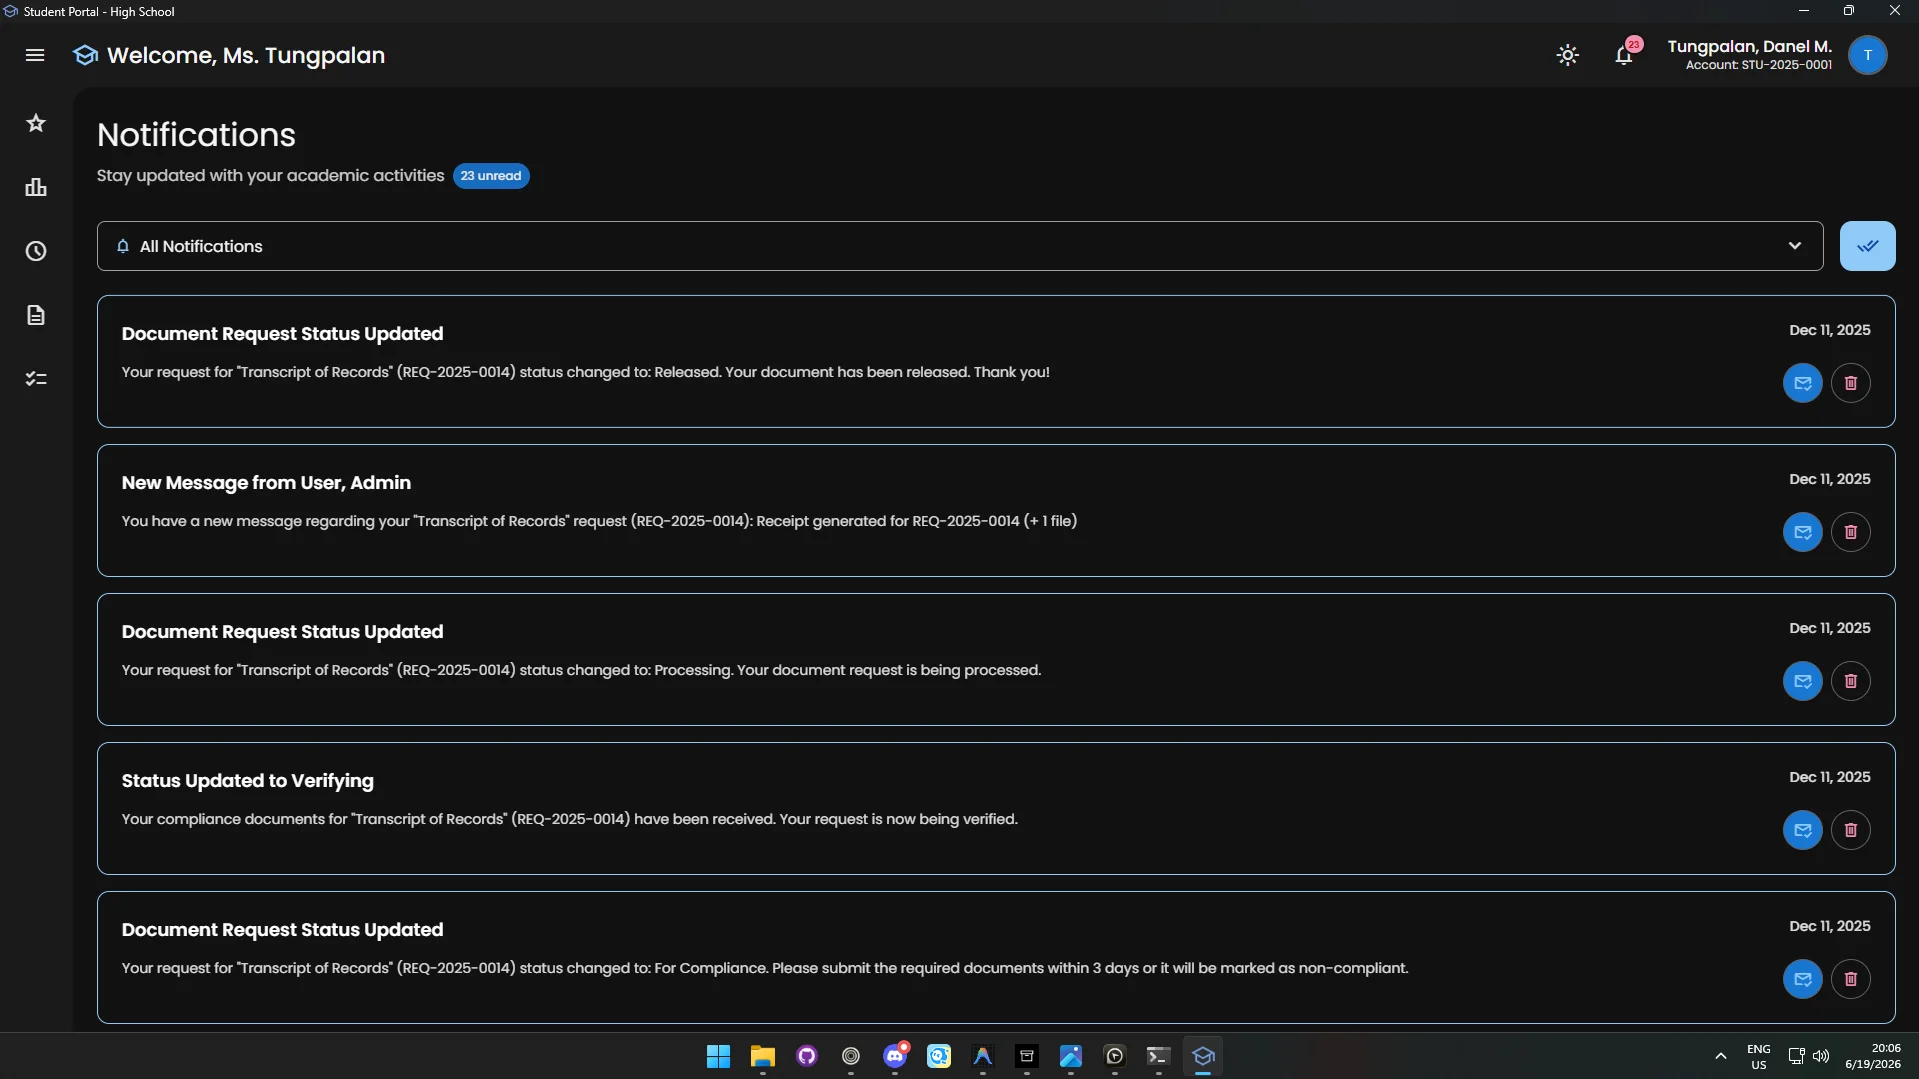 Student Portal - High School
Welcome, Ms. Tungpalan
23
Tungpalan, Danel M.
Account: STU-2025-0001
T
Notifications
Stay updated with your academic activities 23 unread
All Notifications
Document Request Status Updated
Dec 11, 2025
Your request for "Transcript of Records" (REQ-2025-0014) status changed to: Released. Your document has been released. Thank you!
New Message from User, Admin
Dec 11, 2025
You have a new message regarding your "Transcript of Records" request (REQ-2025-0014): Receipt generated for REQ-2025-0014 (+ 1 file)
Document Request Status Updated
Dec 11, 2025
Your request for "Transcript of Records" (REQ-2025-0014) status changed to: Processing. Your document request is being processed.
Status Updated to Verifying
Dec 11, 2025
Your compliance documents for "Transcript of Records" (REQ-2025-0014) have been received. Your request is now being verified.
Document Request Status Updated
Dec 11, 2025
Your request for "Transcript of Records" (REQ-2025-0014) status changed to: For Compliance. Please submit the required documents within 3 days or it will be marked as non-compliant.
ENG
US
20:06
6/19/2026